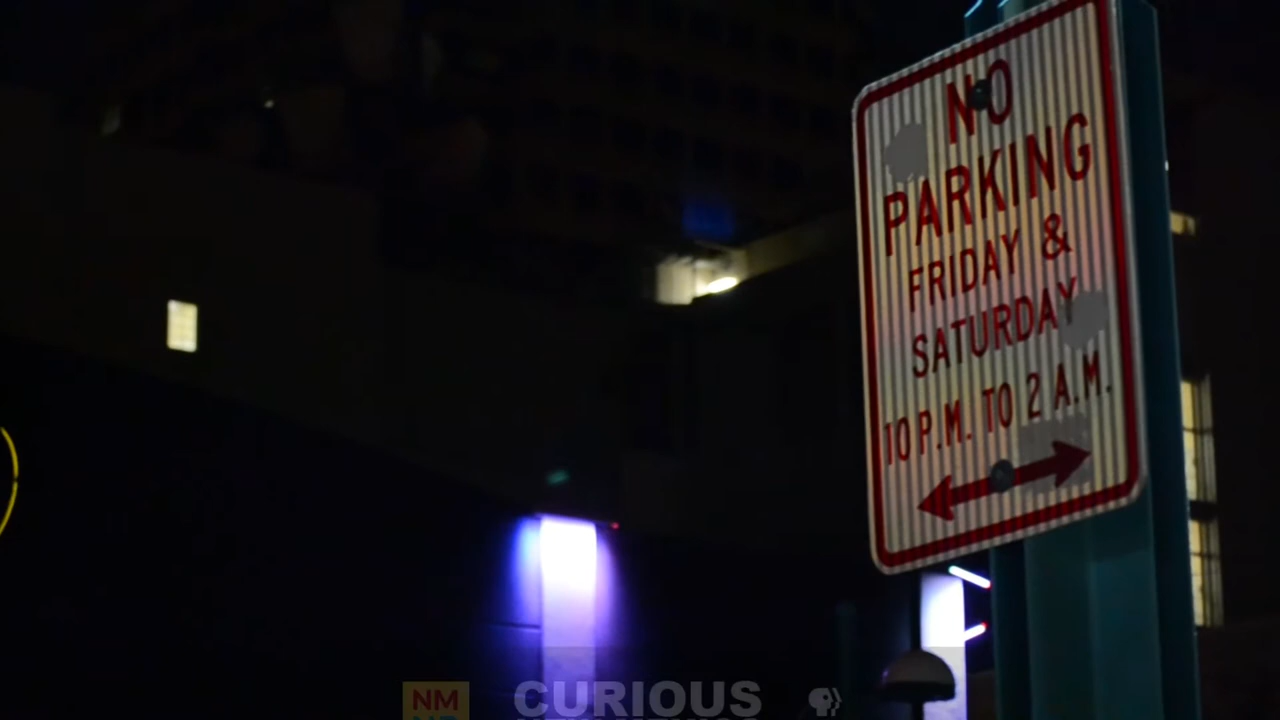 NO
PARKING
FRIDAY &
SATURDAY
10 P.M. TO 2 A.M.
NM
CURIOUS